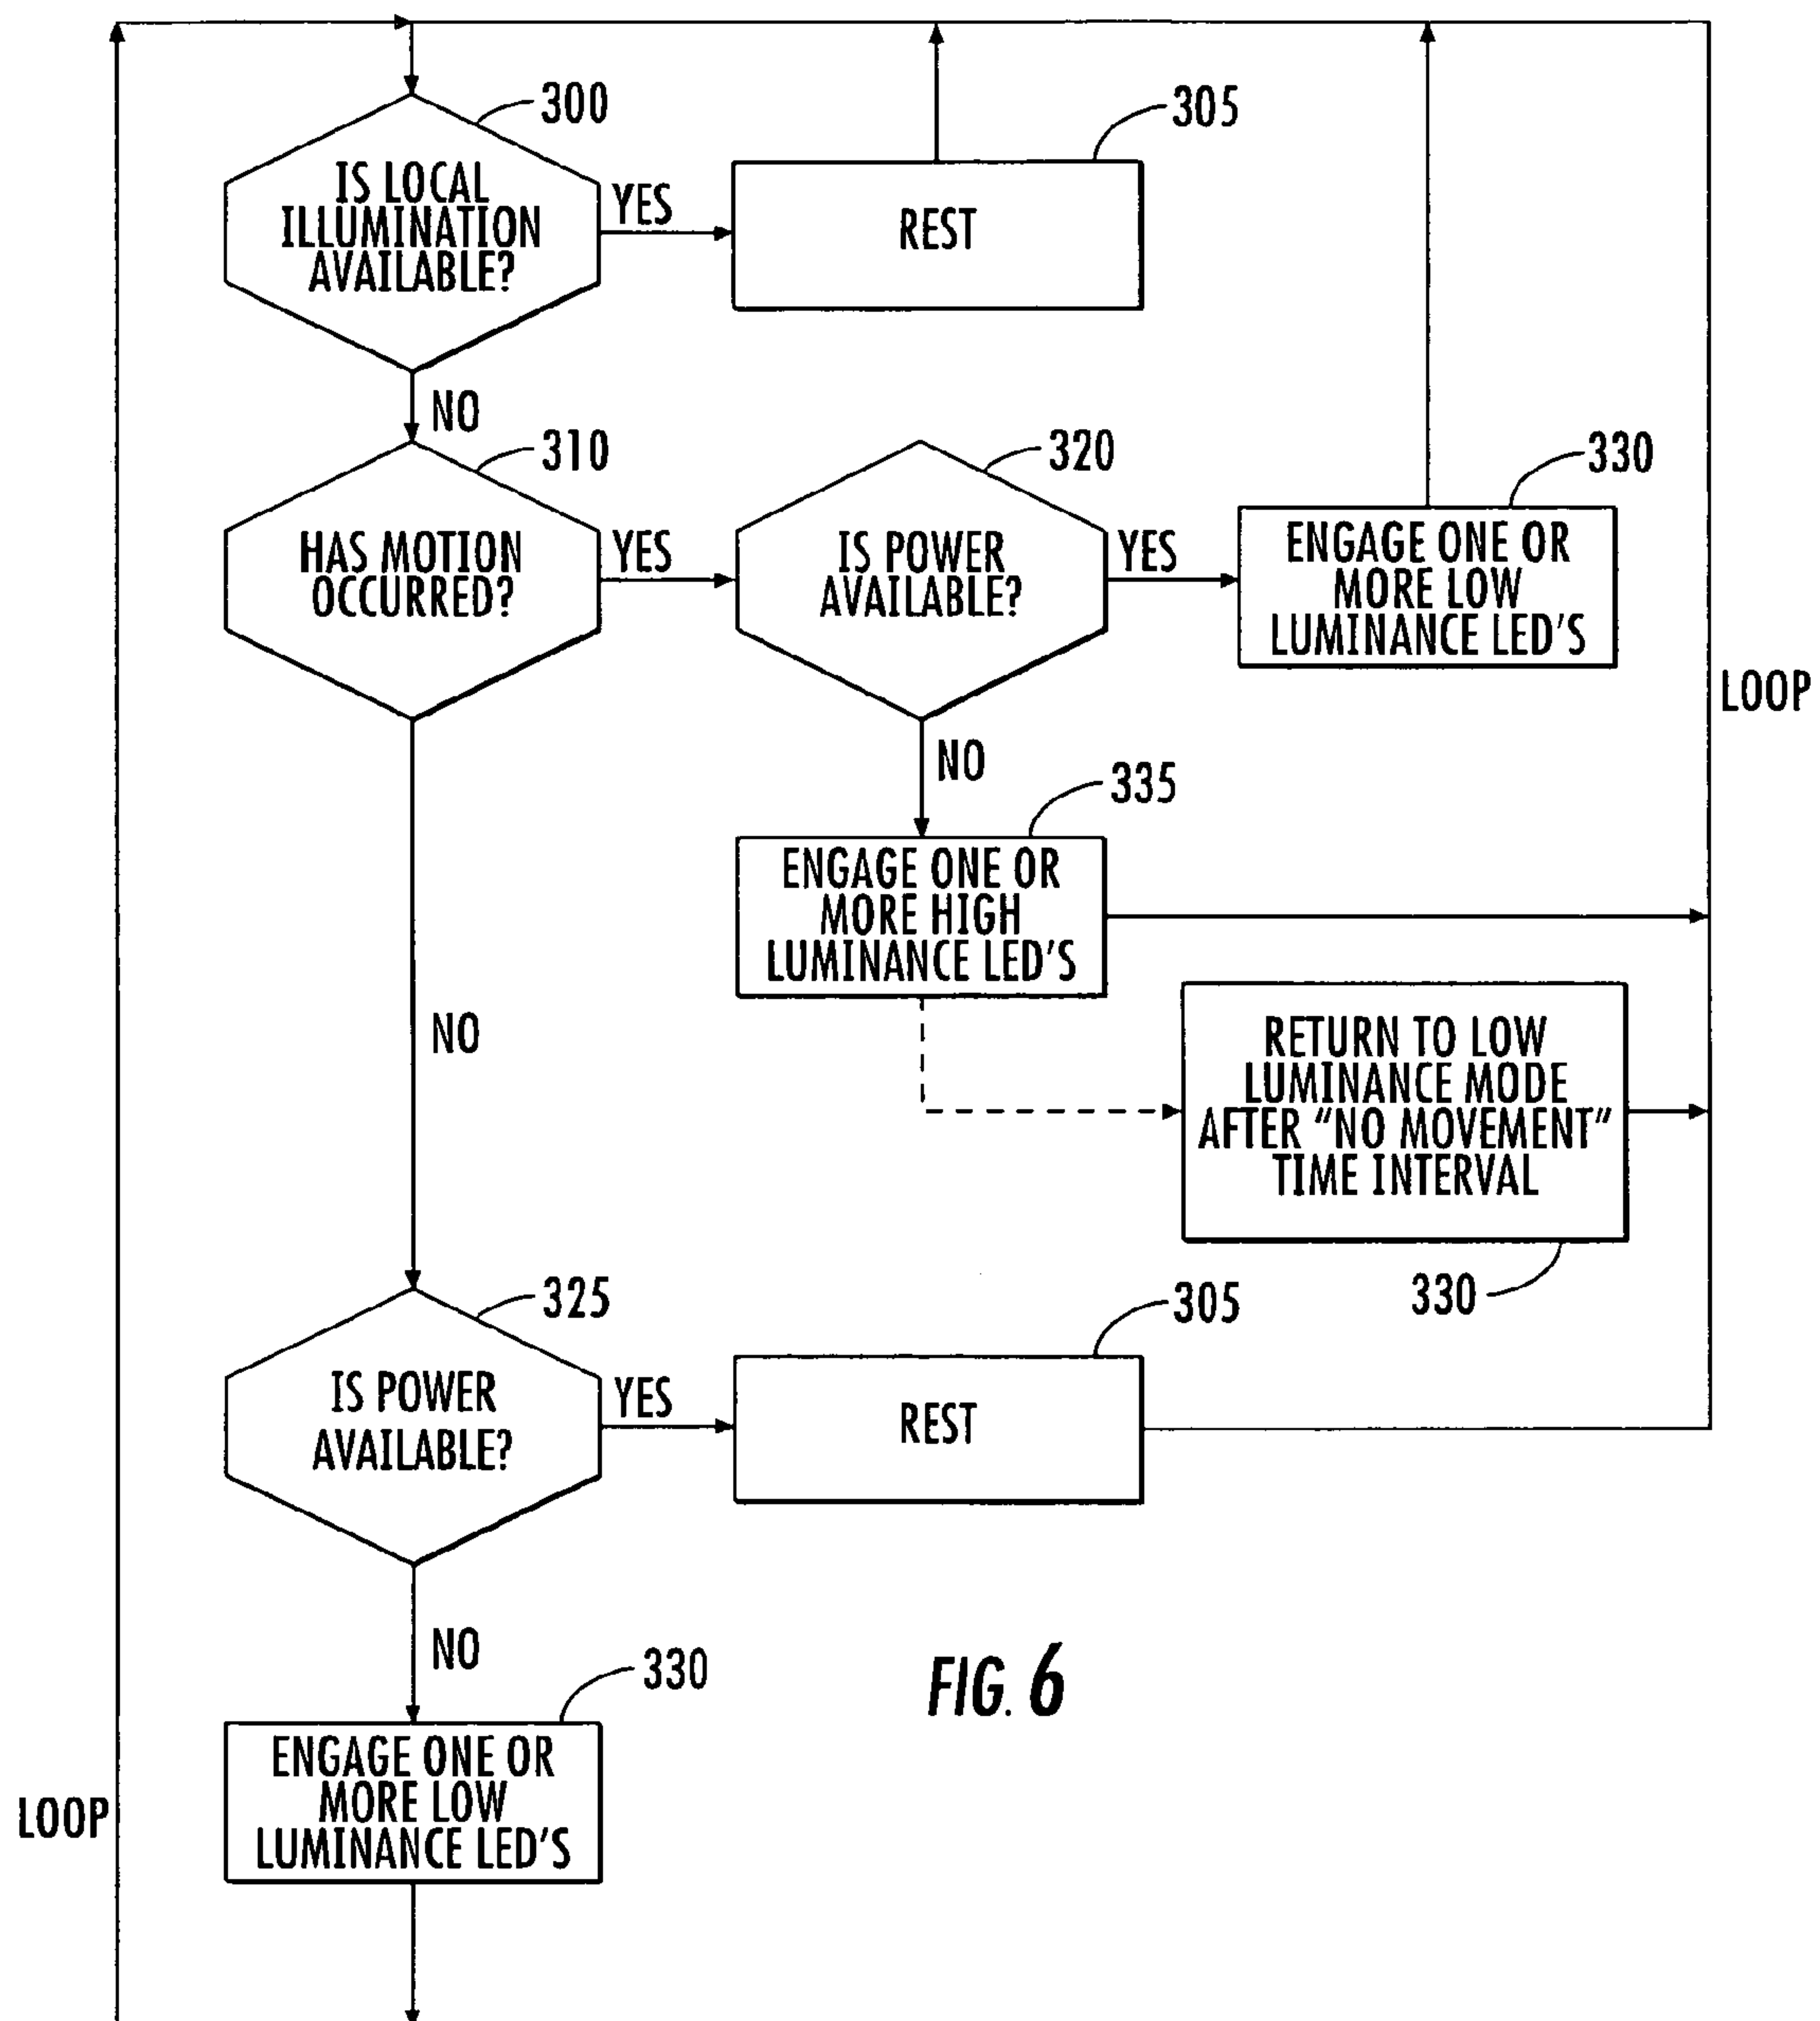 300
IS LOCAL
ILLUMINATION
AVAILABLE?
YES
305
REST
NO
310
HAS MOTION
OCCURRED?
YES
320
IS POWER
AVAILABLE?
YES
330
ENGAGE ONE OR
MORE LOW
LUMINANCE LED'S
LOOP
NO
335
ENGAGE ONE OR
MORE HIGH
LUMINANCE LED'S
NO
RETURN TO LOW
LUMINANCE MODE
AFTER "NO MOVEMENT"
TIME INTERVAL
330
325
IS POWER
AVAILABLE?
YES
305
REST
NO
330
ENGAGE ONE OR
MORE LOW
LUMINANCE LED'S
LOOP
FIG. 6